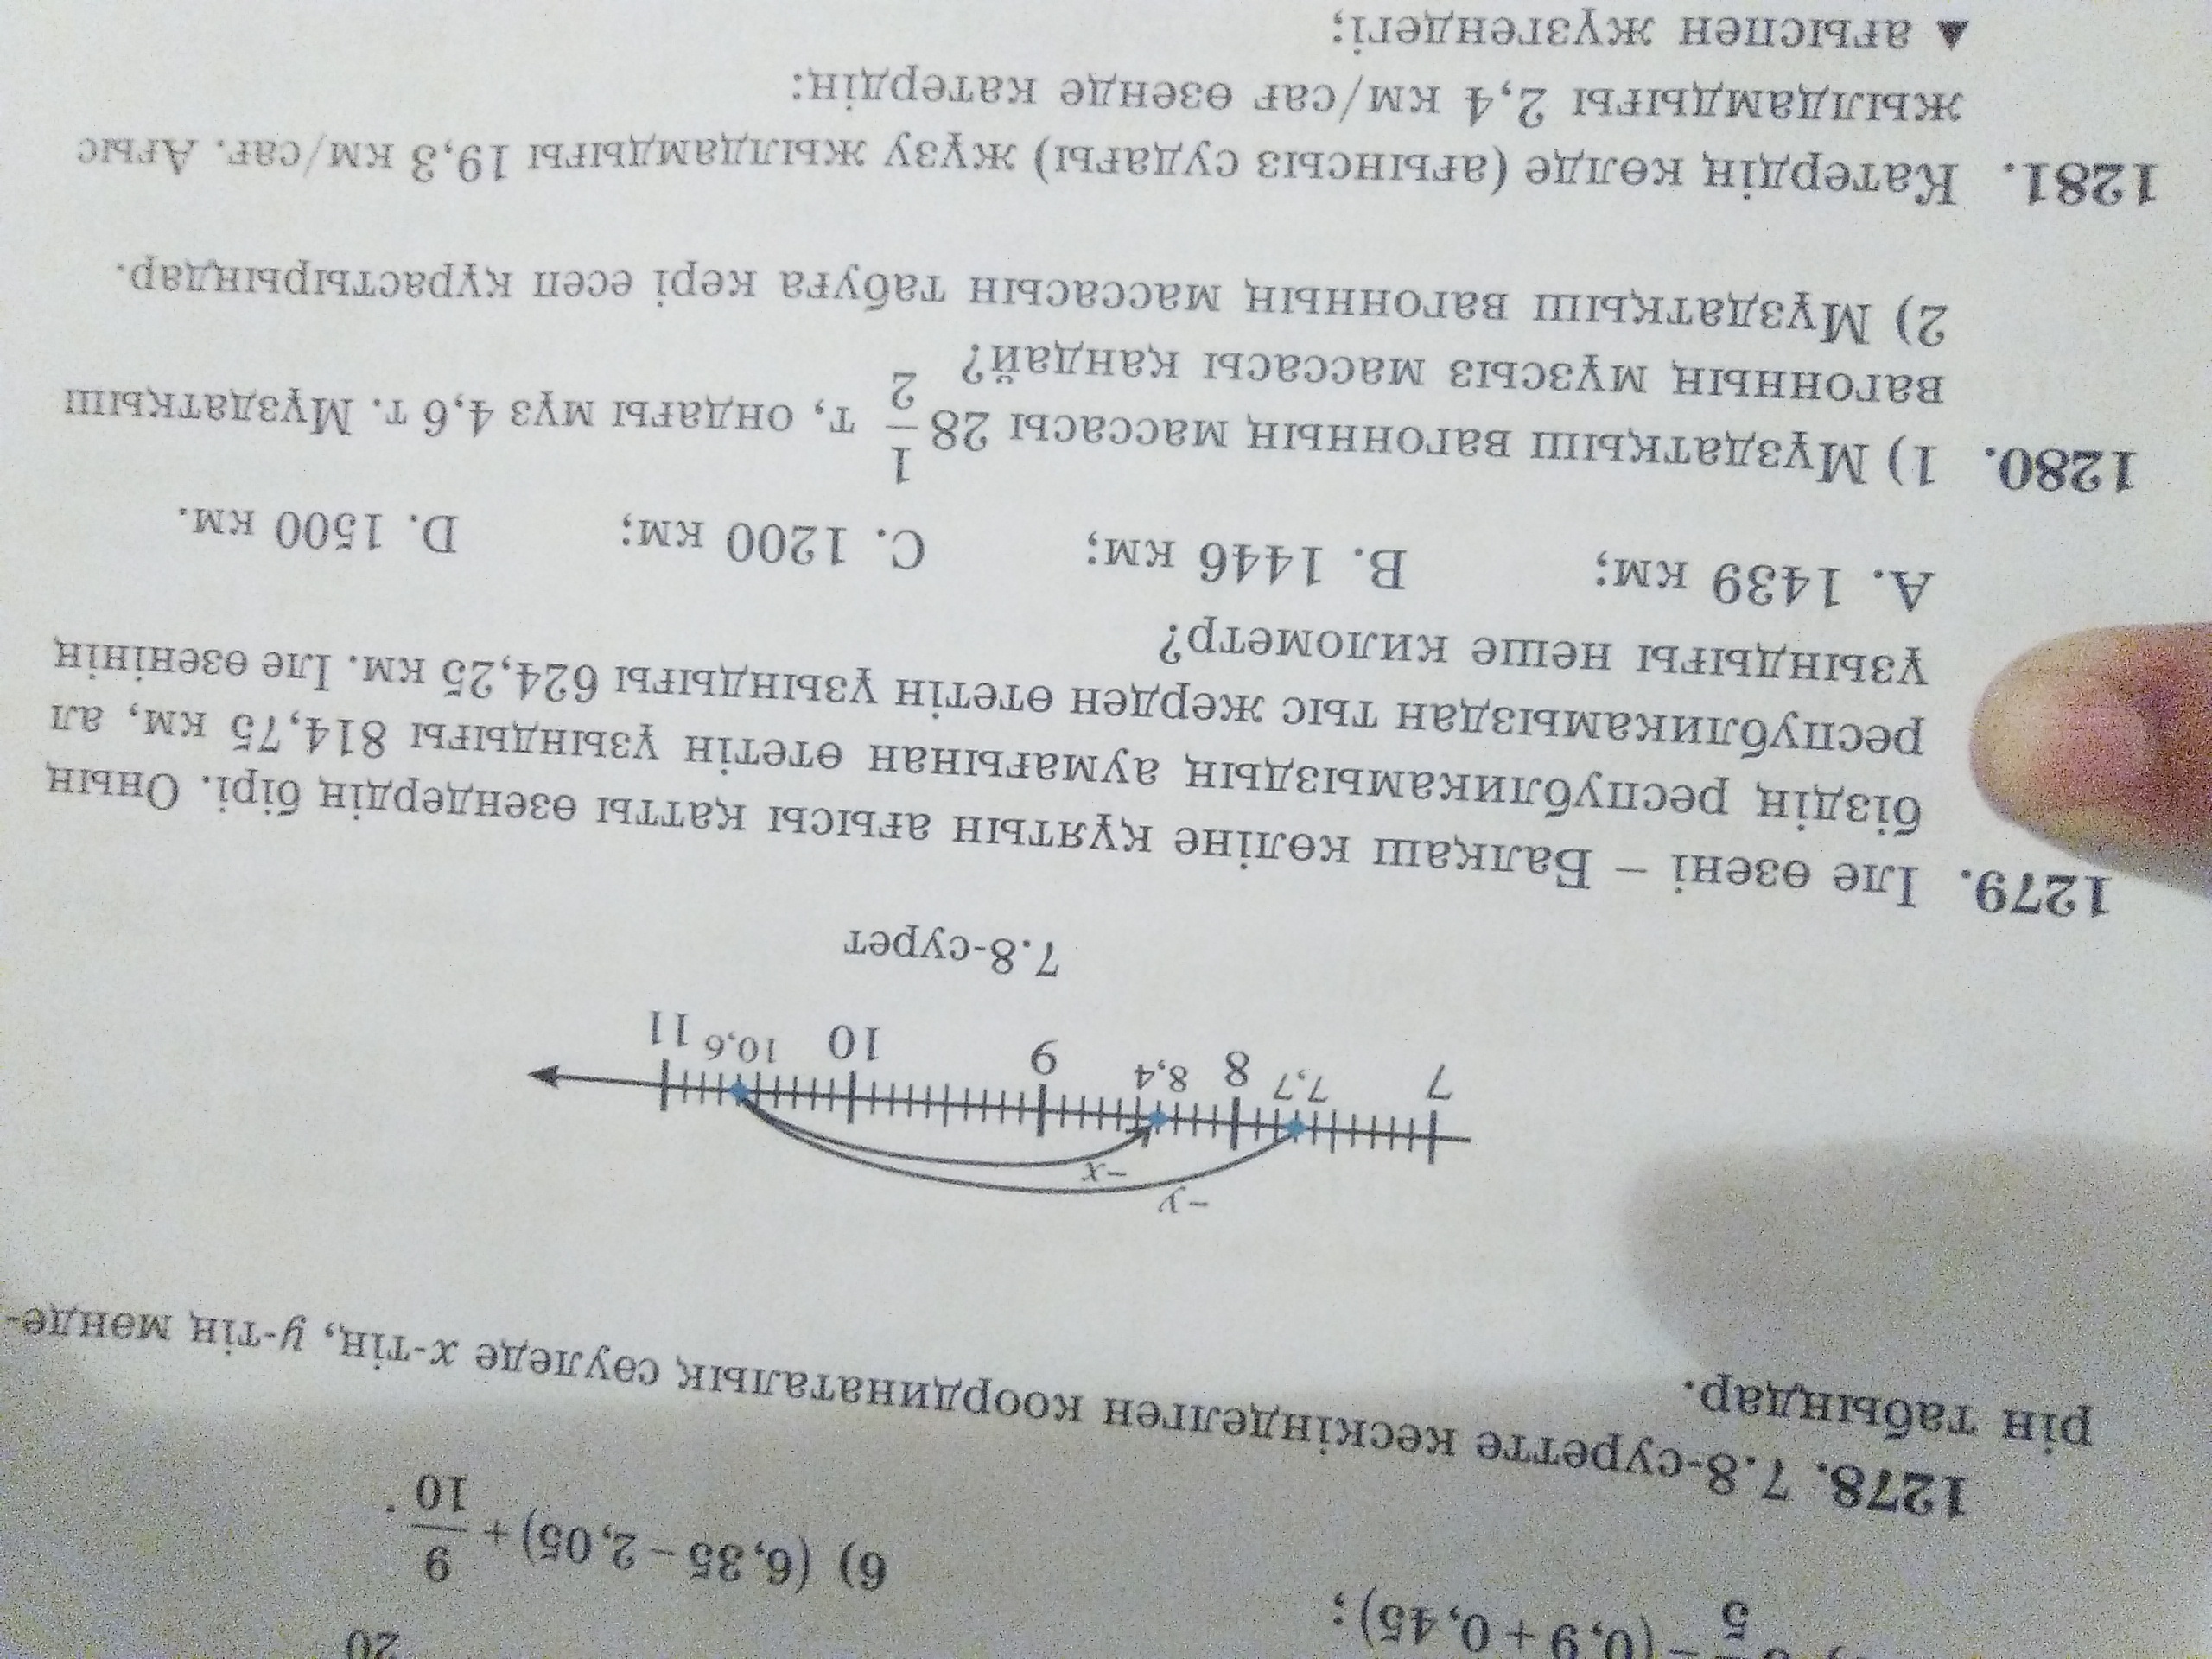 20
5 – (0,9 + 0,45);
6) (6,35 – 2,05) + 9/10.
1278. 7.8-суретте кескінделген координаталық сәуледе x-тің, y-тің мәнде-
рін табыңдар.
–y
–x
7 7,7 8 8,4 9 10 10,6 11
7.8-сурет
1279. Іле өзені – Балқаш көліне құятын ағысы қатты өзендердің бірі. Оның
біздің республикамыздың аумағынан өтетін ұзындығы 814,75 км, ал
республикамыздан тыс жерден өтетін ұзындығы 624,25 км. Іле өзенінің
ұзындығы неше километр?
A. 1439 км; B. 1446 км; C. 1200 км; D. 1500 км.
1280. 1) Мұздатқыш вагонның массасы 28 1/2 т, ондағы мұз 4,6 т. Мұздатқыш
вагонның мұзсыз массасы қандай?
2) Мұздатқыш вагонның массасын табуға кері есеп құрастырыңдар.
1281. Катердің көлде (ағынсыз судағы) жүзу жылдамдығы 19,3 км/сағ. Ағыс
жылдамдығы 2,4 км/сағ өзенде катердің:
▲ ағыспен жүзгендегі;